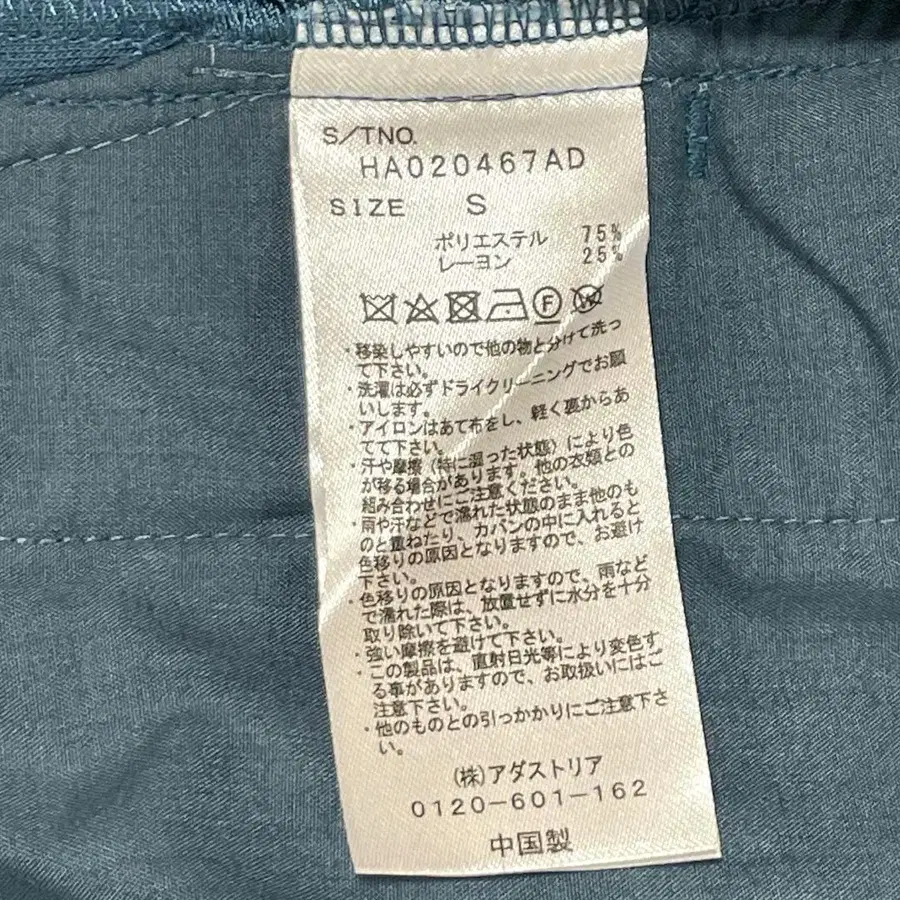 S/TNO.
HA020467AD
SIZE S
ポリエステル 75%
レーヨン 25%
F W
・移染しやすいので他の物と分けて洗っ
て下さい。
・洗濯は必ずドライクリーニングでお願
いします。
・アイロンはあて布をし、軽く裏からあ
てて下さい。
・汗や摩擦（特に湿った状態）により色
が移る場合があります。他の衣類との
組み合わせにご注意ください。
・雨や汗などで濡れた状態のまま他のも
のと重ねたり、カバンの中に入れると
色移りの原因となりますので、お避け
下さい。
・色移りの原因となりますので、雨など
で濡れた際は、放置せずに水分を十分
取り除いて下さい。
・強い摩擦を避けて下さい。
・この製品は、直射日光等により変色す
る事がありますので、お取扱いにはご
注意下さい。
・他のものとの引っかかりにご注意下さ
い。
(株)アダストリア
0120-601-162
中国製